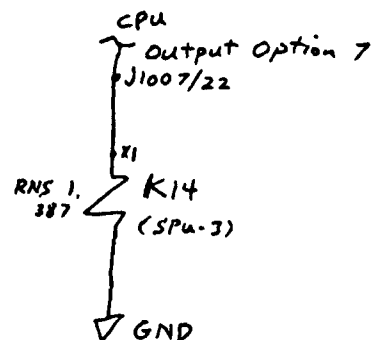 CPU
Output Option 7
J1007/22
X1
RNS 1. K14
387 (SPU-3)
GND